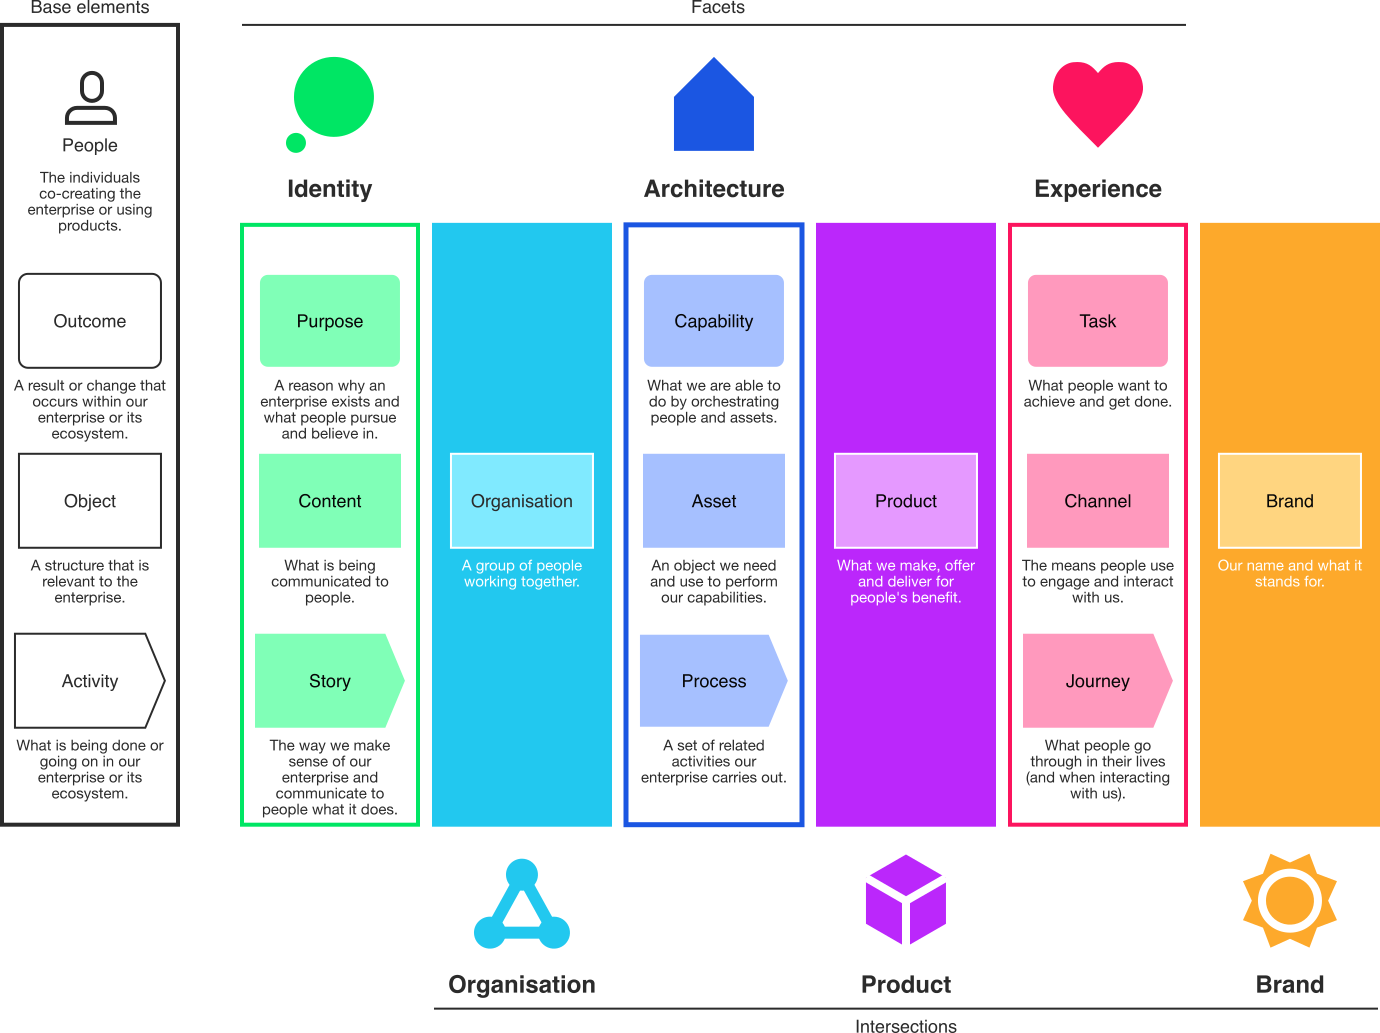 Base elements
Facets
People
The individuals
co-creating the
enterprise or using
products.
Outcome
A result or change that
occurs within our
enterprise or its
ecosystem.
Object
A structure that is
relevant to the
enterprise.
Activity
What is being done or
going on in our
enterprise or its
ecosystem.
Identity
Purpose
A reason why an
enterprise exists and
what people pursue
and believe in.
Content
What is being
communicated to
people.
Story
The way we make
sense of our
enterprise and
communicate to
people what it does.
Organisation
A group of people
working together.
Organisation
Architecture
Capability
What we are able to
do by orchestrating
people and assets.
Asset
An object we need
and use to perform
our capabilities.
Process
A set of related
activities our
enterprise carries out.
Product
What we make, offer
and deliver for
people's benefit.
Product
Experience
Task
What people want to
achieve and get done.
Channel
The means people use
to engage and interact
with us.
Journey
What people go
through in their lives
(and when interacting
with us).
Brand
Our name and what it
stands for.
Brand
Intersections